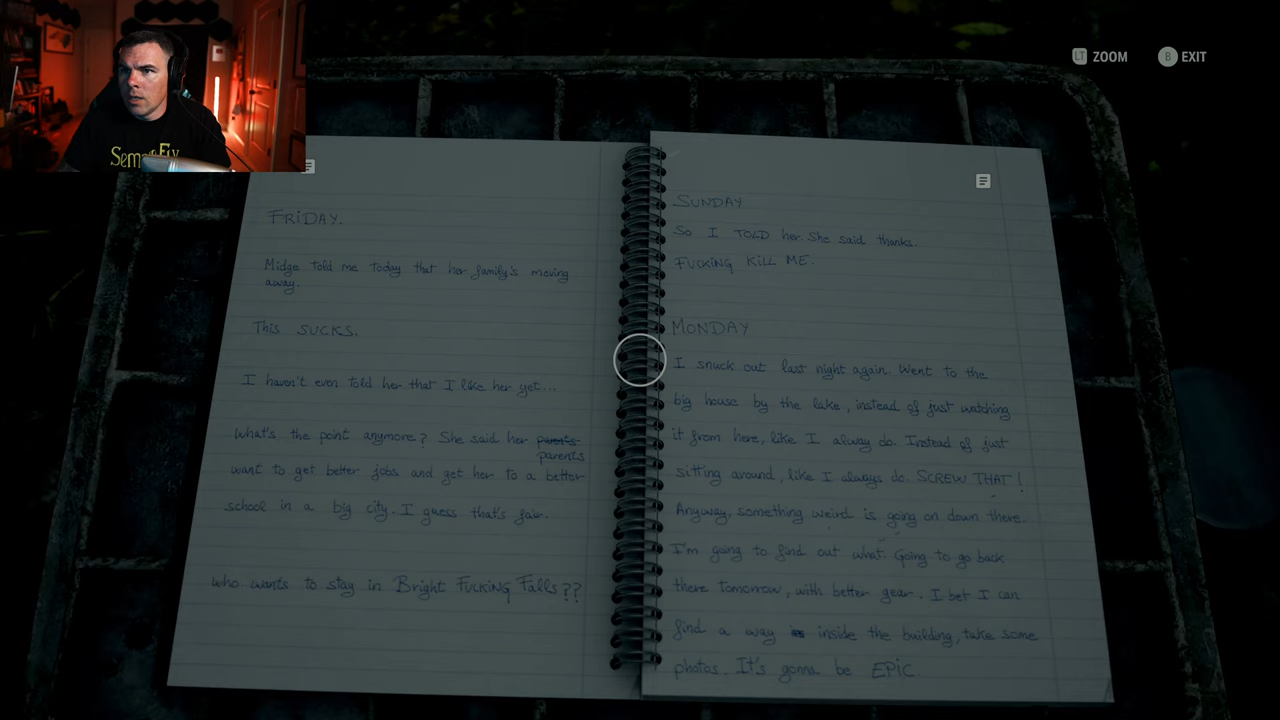 ZOOM
EXIT
LT
B
FRIDAY.
Midge told me today that her family's moving
away.
This SUCKS.
I haven't even told her that I like her yet...
What's the point anymore? She said her parents
parents
want to get better jobs and get her to a better
school in a big city. I guess that's fair.
who wants to stay in Bright FUCKING Falls??
SUNDAY
So I TOLD her. She said thanks.
FUCKING KILL ME.
MONDAY
I snuck out last night again. Went to the
big house by the lake, instead of just watching
it from here, like I alway do. Instead of just
sitting around, like I always do. SCREW THAT!
Anyway, something weird is going on down there.
I'm going to find out what. Going to go back
there tomorrow, with better gear. I bet I can
find a way inside the building, take some
photos. It's gonna be EPIC.